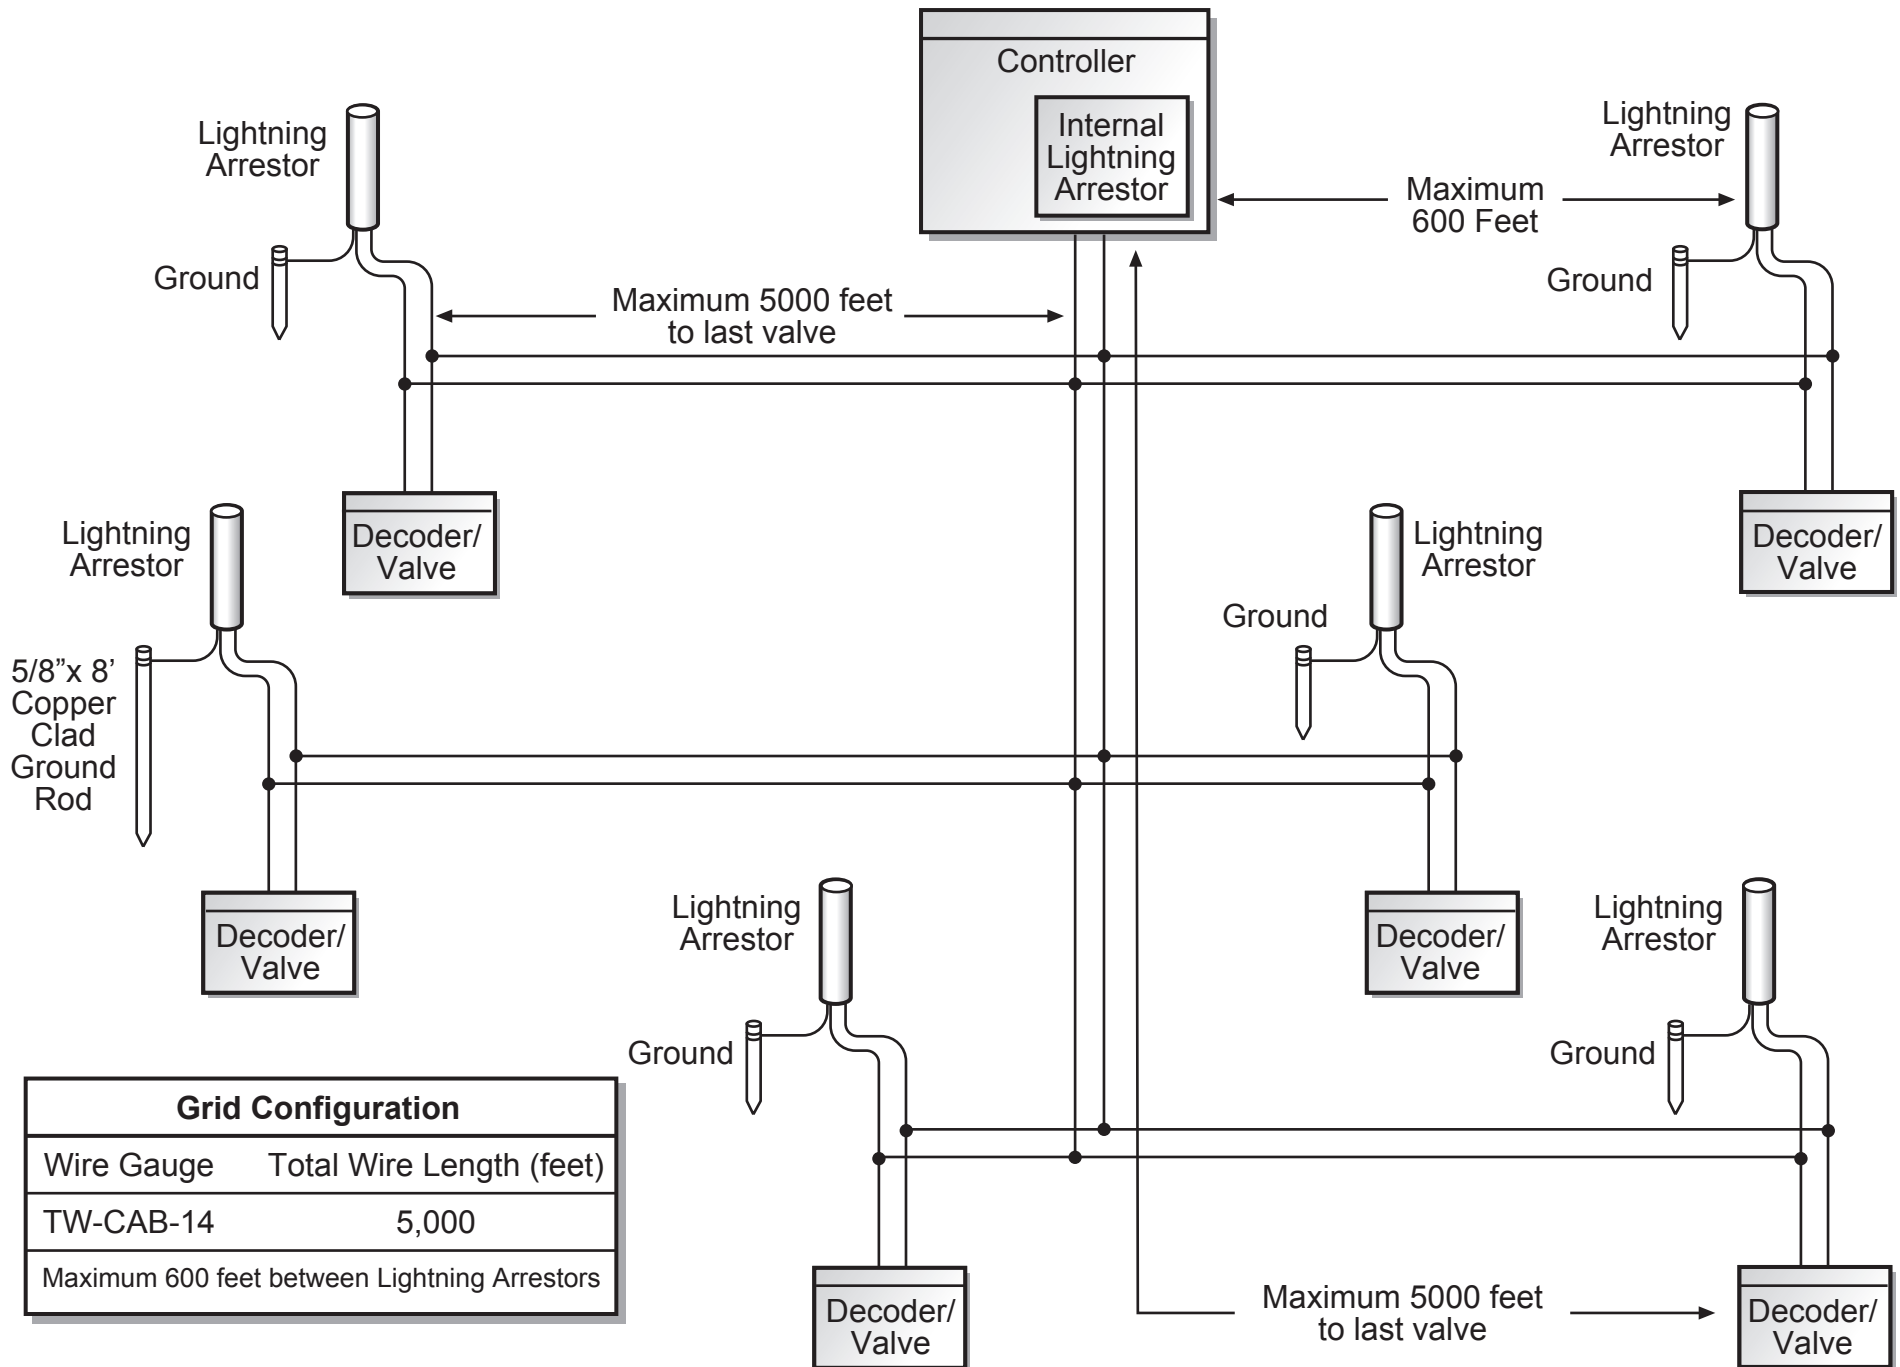 Controller
Internal
Lightning
Arrestor
Lightning
Arrestor
Ground
Maximum 5000 feet
to last valve
Maximum
600 Feet
Lightning
Arrestor
Ground
Decoder/
Valve
Decoder/
Valve
Lightning
Arrestor
5/8”x 8’
Copper
Clad
Ground
Rod
Decoder/
Valve
Lightning
Arrestor
Ground
Decoder/
Valve
Lightning
Arrestor
Ground
Decoder/
Valve
Lightning
Arrestor
Ground
Decoder/
Valve
Maximum 5000 feet
to last valve
Grid Configuration
Wire Gauge Total Wire Length (feet)
TW-CAB-14 5,000
Maximum 600 feet between Lightning Arrestors